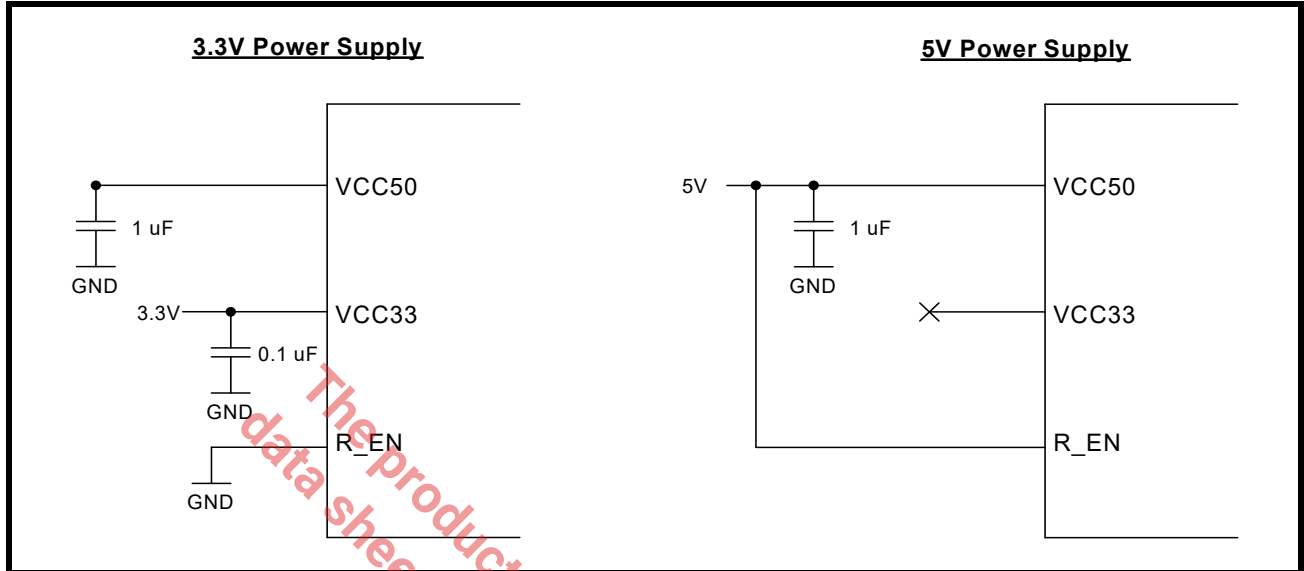 3.3V Power Supply
VCC50
1 uF
GND
3.3V
VCC33
0.1 uF
GND
R_EN
GND
5V Power Supply
5V
VCC50
1 uF
GND
VCC33
R_EN
The product
data shee